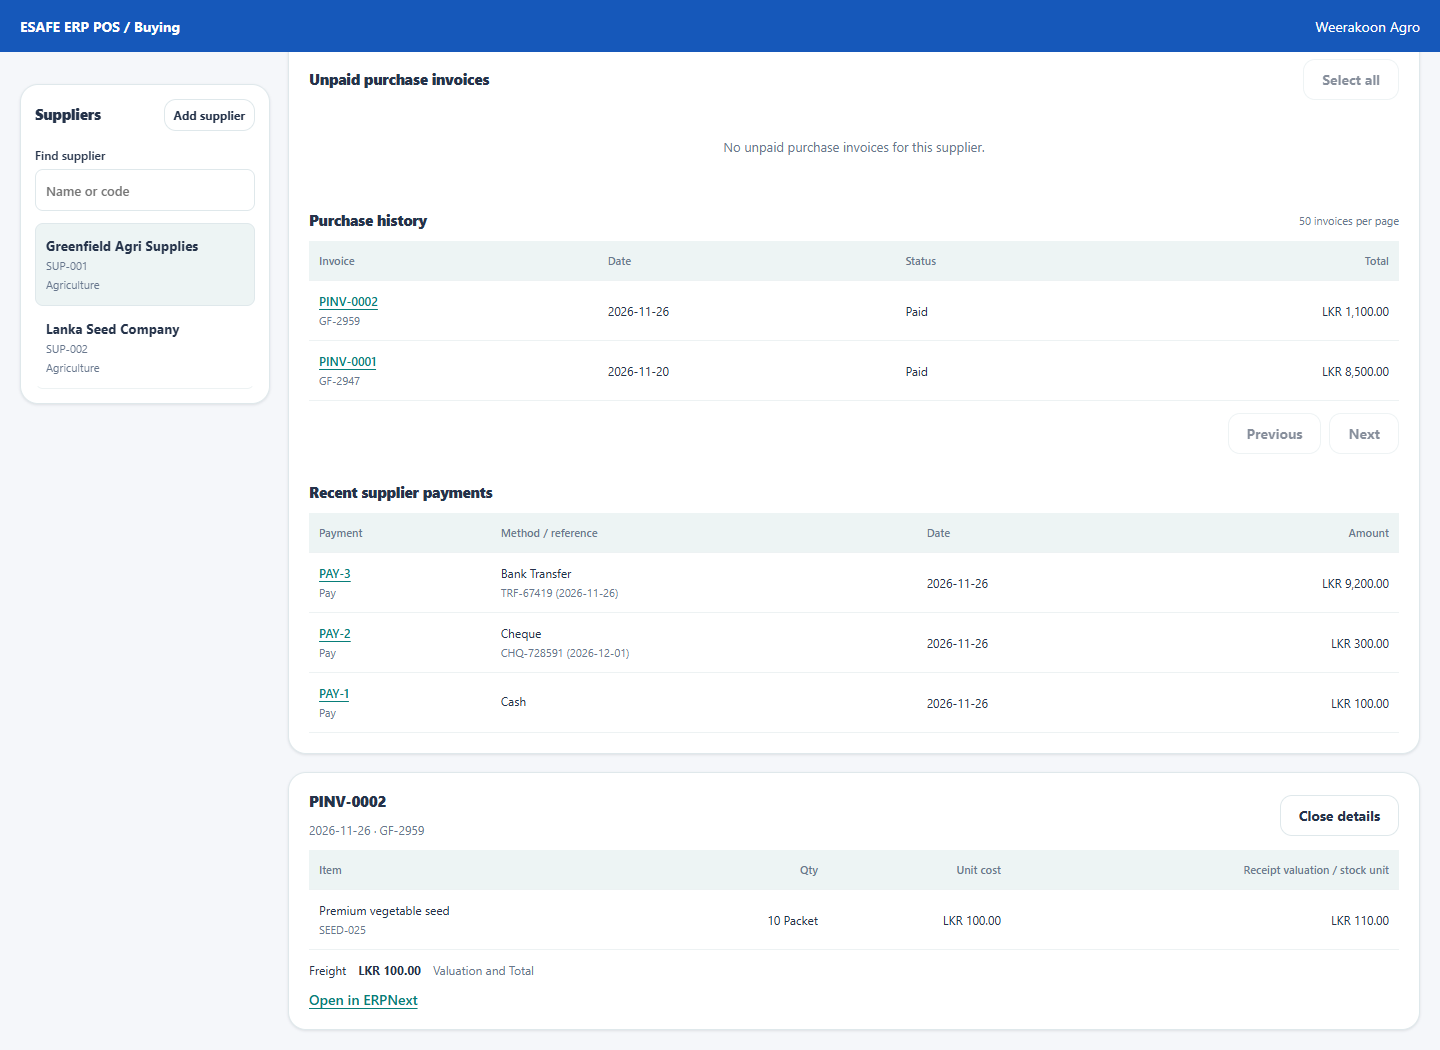 ESAFE ERP POS / Buying
Weerakoon Agro
Suppliers
Add supplier
Find supplier
Name or code
Greenfield Agri Supplies
SUP-001
Agriculture
Lanka Seed Company
SUP-002
Agriculture
Unpaid purchase invoices
Select all
No unpaid purchase invoices for this supplier.
Purchase history
50 invoices per page
Invoice Date Status Total
PINV-0002
GF-2959
2026-11-26 Paid LKR 1,100.00
PINV-0001
GF-2947
2026-11-20 Paid LKR 8,500.00
Previous Next
Recent supplier payments
Payment Method / reference Date Amount
PAY-3
Pay
Bank Transfer
TRF-67419 (2026-11-26)
2026-11-26 LKR 9,200.00
PAY-2
Pay
Cheque
CHQ-728591 (2026-12-01)
2026-11-26 LKR 300.00
PAY-1
Pay
Cash
2026-11-26 LKR 100.00
PINV-0002
2026-11-26 · GF-2959
Close details
Item Qty Unit cost Receipt valuation / stock unit
Premium vegetable seed
SEED-025
10 Packet LKR 100.00 LKR 110.00
Freight LKR 100.00 Valuation and Total
Open in ERPNext